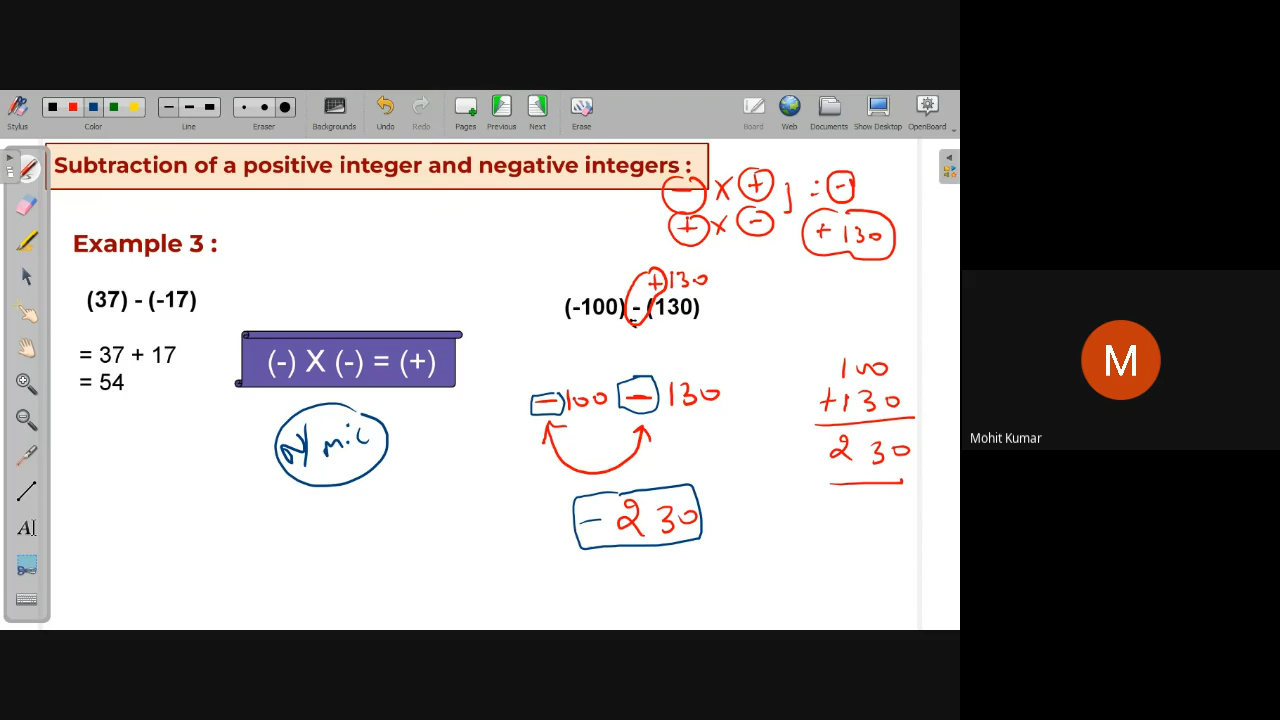 Stylus
Color
Line
Eraser
Backgrounds
Undo
Redo
Pages
Previous
Next
Erase
Board
Web
Documents
Show Desktop
OpenBoard
Subtraction of a positive integer and negative integers :
- X + ] = -
+ X -
+ 130
Example 3 :
+130
(37) - (-17)
(-100) - (130)
= 37 + 17
= 54
(-) X (-) = (+)
- 100 - 130
100
+130
230
mic
- 230
Mohit Kumar
M